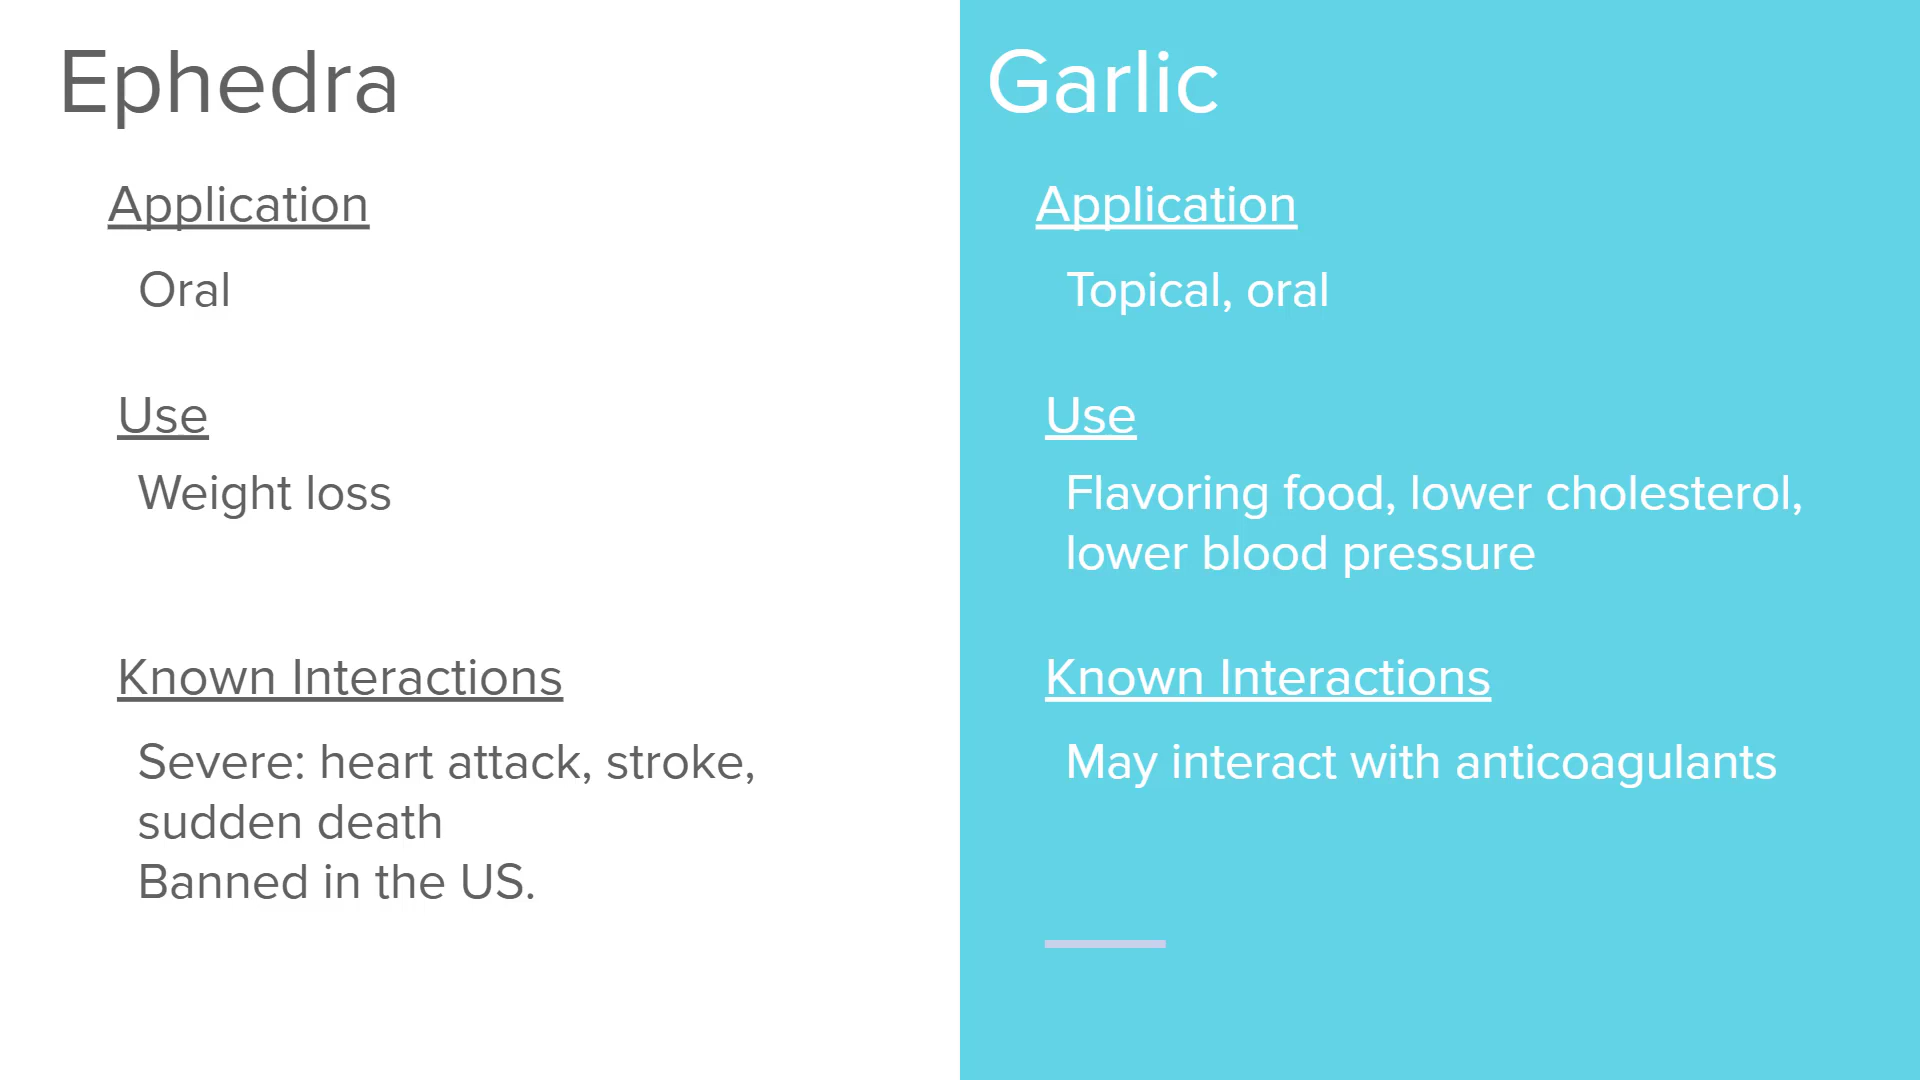 Ephedra
Application
Oral
Use
Weight loss
Known Interactions
Severe: heart attack, stroke,
sudden death
Banned in the US.
Garlic
Application
Topical, oral
Use
Flavoring food, lower cholesterol,
lower blood pressure
Known Interactions
May interact with anticoagulants